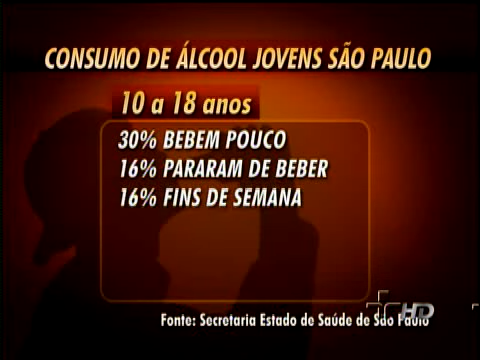 CONSUMO DE ÁLCOOL JOVENS SÃO PAULO
10 a 18 anos
30% BEBEM POUCO
16% PARARAM DE BEBER
16% FINS DE SEMANA
Fonte: Secretaria Estado de Saúde de São Paulo
HD